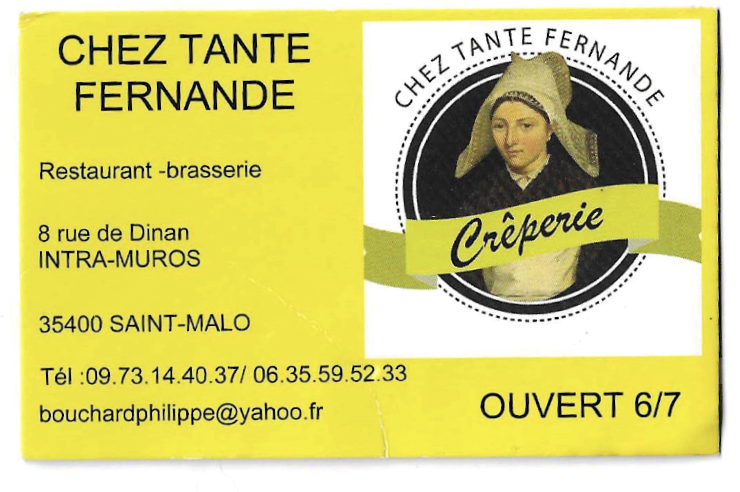 CHEZ TANTE
FERNANDE
Restaurant -brasserie
8 rue de Dinan
INTRA-MUROS
35400 SAINT-MALO
Tél :09.73.14.40.37/ 06.35.59.52.33
bouchardphilippe@yahoo.fr
CHEZ TANTE FERNANDE
Crêperie
OUVERT 6/7